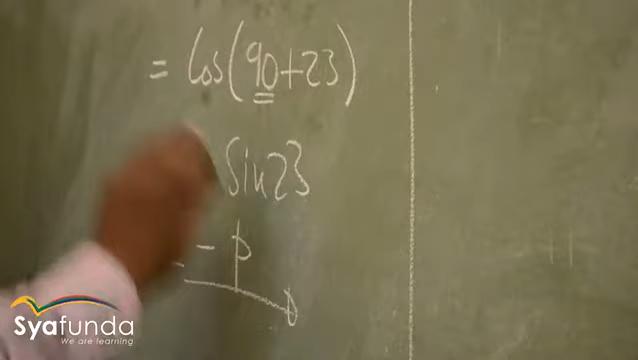 = Cos(90+23)
Sin23
- p
Syafunda
We are learning